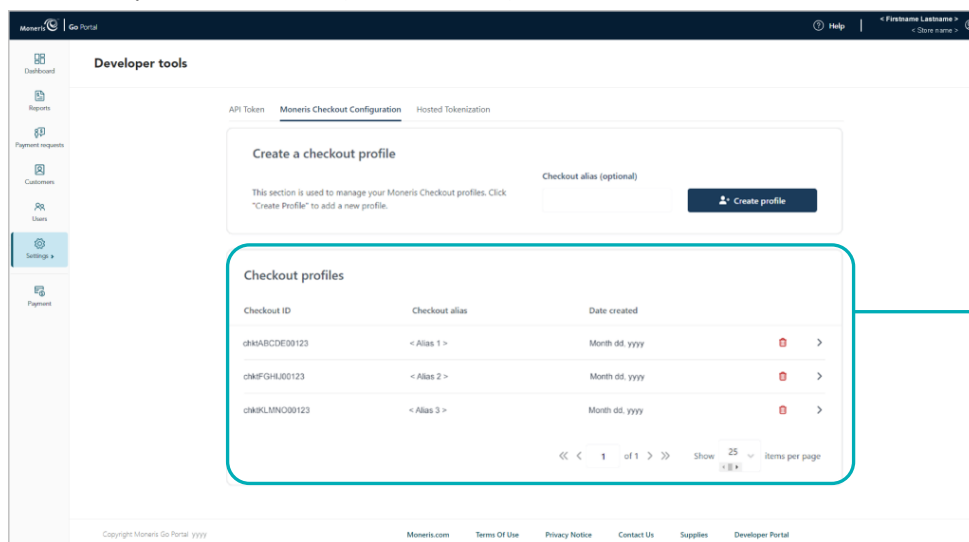 Moneris Go Portal
Help
< Firstname Lastname >
< Store name >
Dashboard
Reports
Payment requests
Customers
Users
Settings
Payment
Developer tools
API Token Moneris Checkout Configuration Hosted Tokenization
Create a checkout profile
This section is used to manage your Moneris Checkout profiles. Click
"Create Profile" to add a new profile.
Checkout alias (optional)
Create profile
Checkout profiles
Checkout ID Checkout alias Date created
chktABCDE00123 < Alias 1 > Month dd, yyyy
chktFGHIJ00123 < Alias 2 > Month dd, yyyy
chktKLMNO00123 < Alias 3 > Month dd, yyyy
1 of 1 Show 25 items per page
Copyright Moneris Go Portal yyyy Moneris.com Terms Of Use Privacy Notice Contact Us Supplies Developer Portal